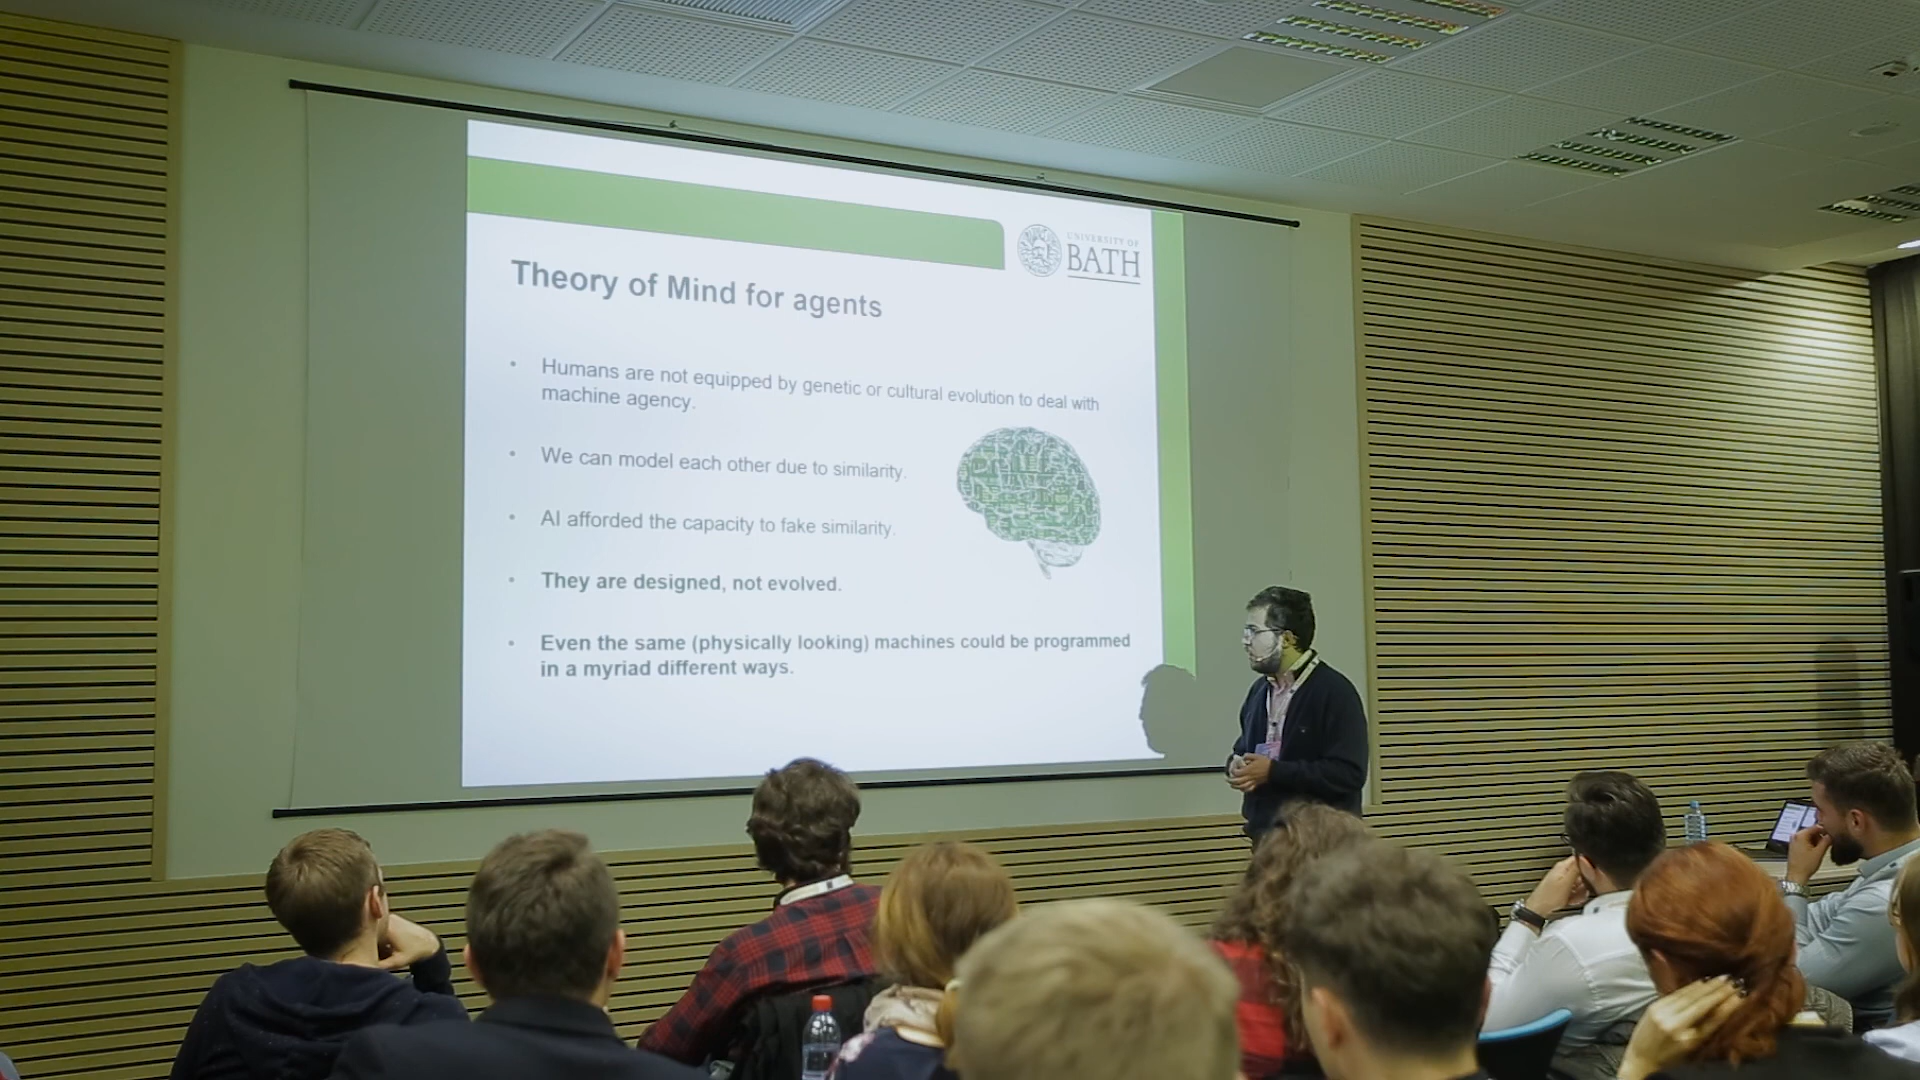 UNIVERSITY OF
BATH
Theory of Mind for agents
• Humans are not equipped by genetic or cultural evolution to deal with
machine agency.
• We can model each other due to similarity.
• AI afforded the capacity to fake similarity.
• They are designed, not evolved.
• Even the same (physically looking) machines could be programmed
in a myriad different ways.